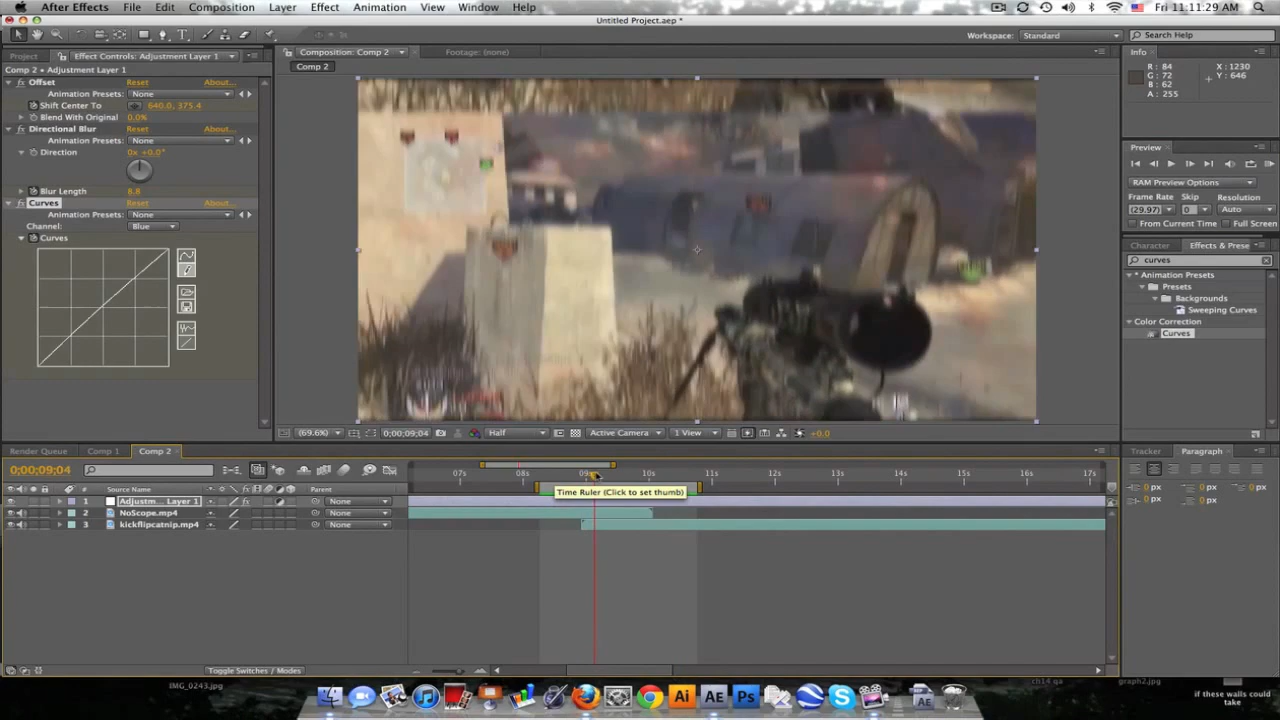 After Effects File Edit Composition Layer Effect Animation View Window Help Fri 11:11:29 AM
Untitled Project.aep *
Workspace: Standard Search Help
Project Effect Controls: Adjustment Layer 1 Composition: Comp 2 Footage: (none) Info
Comp 2 • Adjustment Layer 1 Comp 2
R : 84 X : 1230
G : 72 Y : 646
B : 62
A : 255
Offset Reset About...
Animation Presets: None
Shift Center To 640.0, 375.4
Blend With Original 0.0%
Directional Blur Reset About...
Animation Presets: None
Direction 0x +0.0°
Blur Length 8.8
Curves Reset About...
Animation Presets: None
Channel: Blue
Curves
Preview
RAM Preview Options
Frame Rate Skip Resolution
(29.97) 0 Auto
From Current Time Full Screen
Character Effects & Prese
curves
* Animation Presets
Presets
Backgrounds
Sweeping Curves
Color Correction
Curves
(69.6%) 0;00;09;04 Half Active Camera 1 View +0.0
Render Queue Comp 1 Comp 2
0;00;09;04
07s 08s 09s 10s 11s 12s 13s 14s 15s 16s 17s
# Source Name Parent
Time Ruler (Click to set thumb)
1 Adjustm... Layer 1 None
2 NoScope.mp4 None
3 kickflipcatnip.mp4 None
Toggle Switches / Modes
Tracker Paragraph
0 px 0 px 0 px
0 px 0 px
IMG_0243.jpg ch14 qa graph2.jpg
if these walls could
take